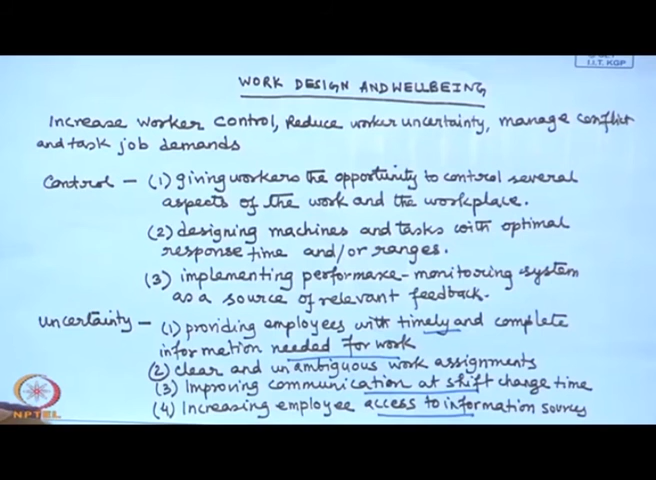 I.I.T. KGP
WORK DESIGN AND WELLBEING
Increase worker control, Reduce worker uncertainty, manage conflict
and task job demands
Control – (1) giving workers the opportunity to control several
aspects of the work and the workplace.
(2) designing machines and tasks with optimal
response time and/or ranges.
(3) implementing performance-monitoring system
as a source of relevant feedback.
Uncertainty – (1) providing employees with timely and complete
information needed for work
(2) clear and unambiguous work assignments
(3) Improving communication at shift change time
(4) Increasing employee access to information sources
NPTEL